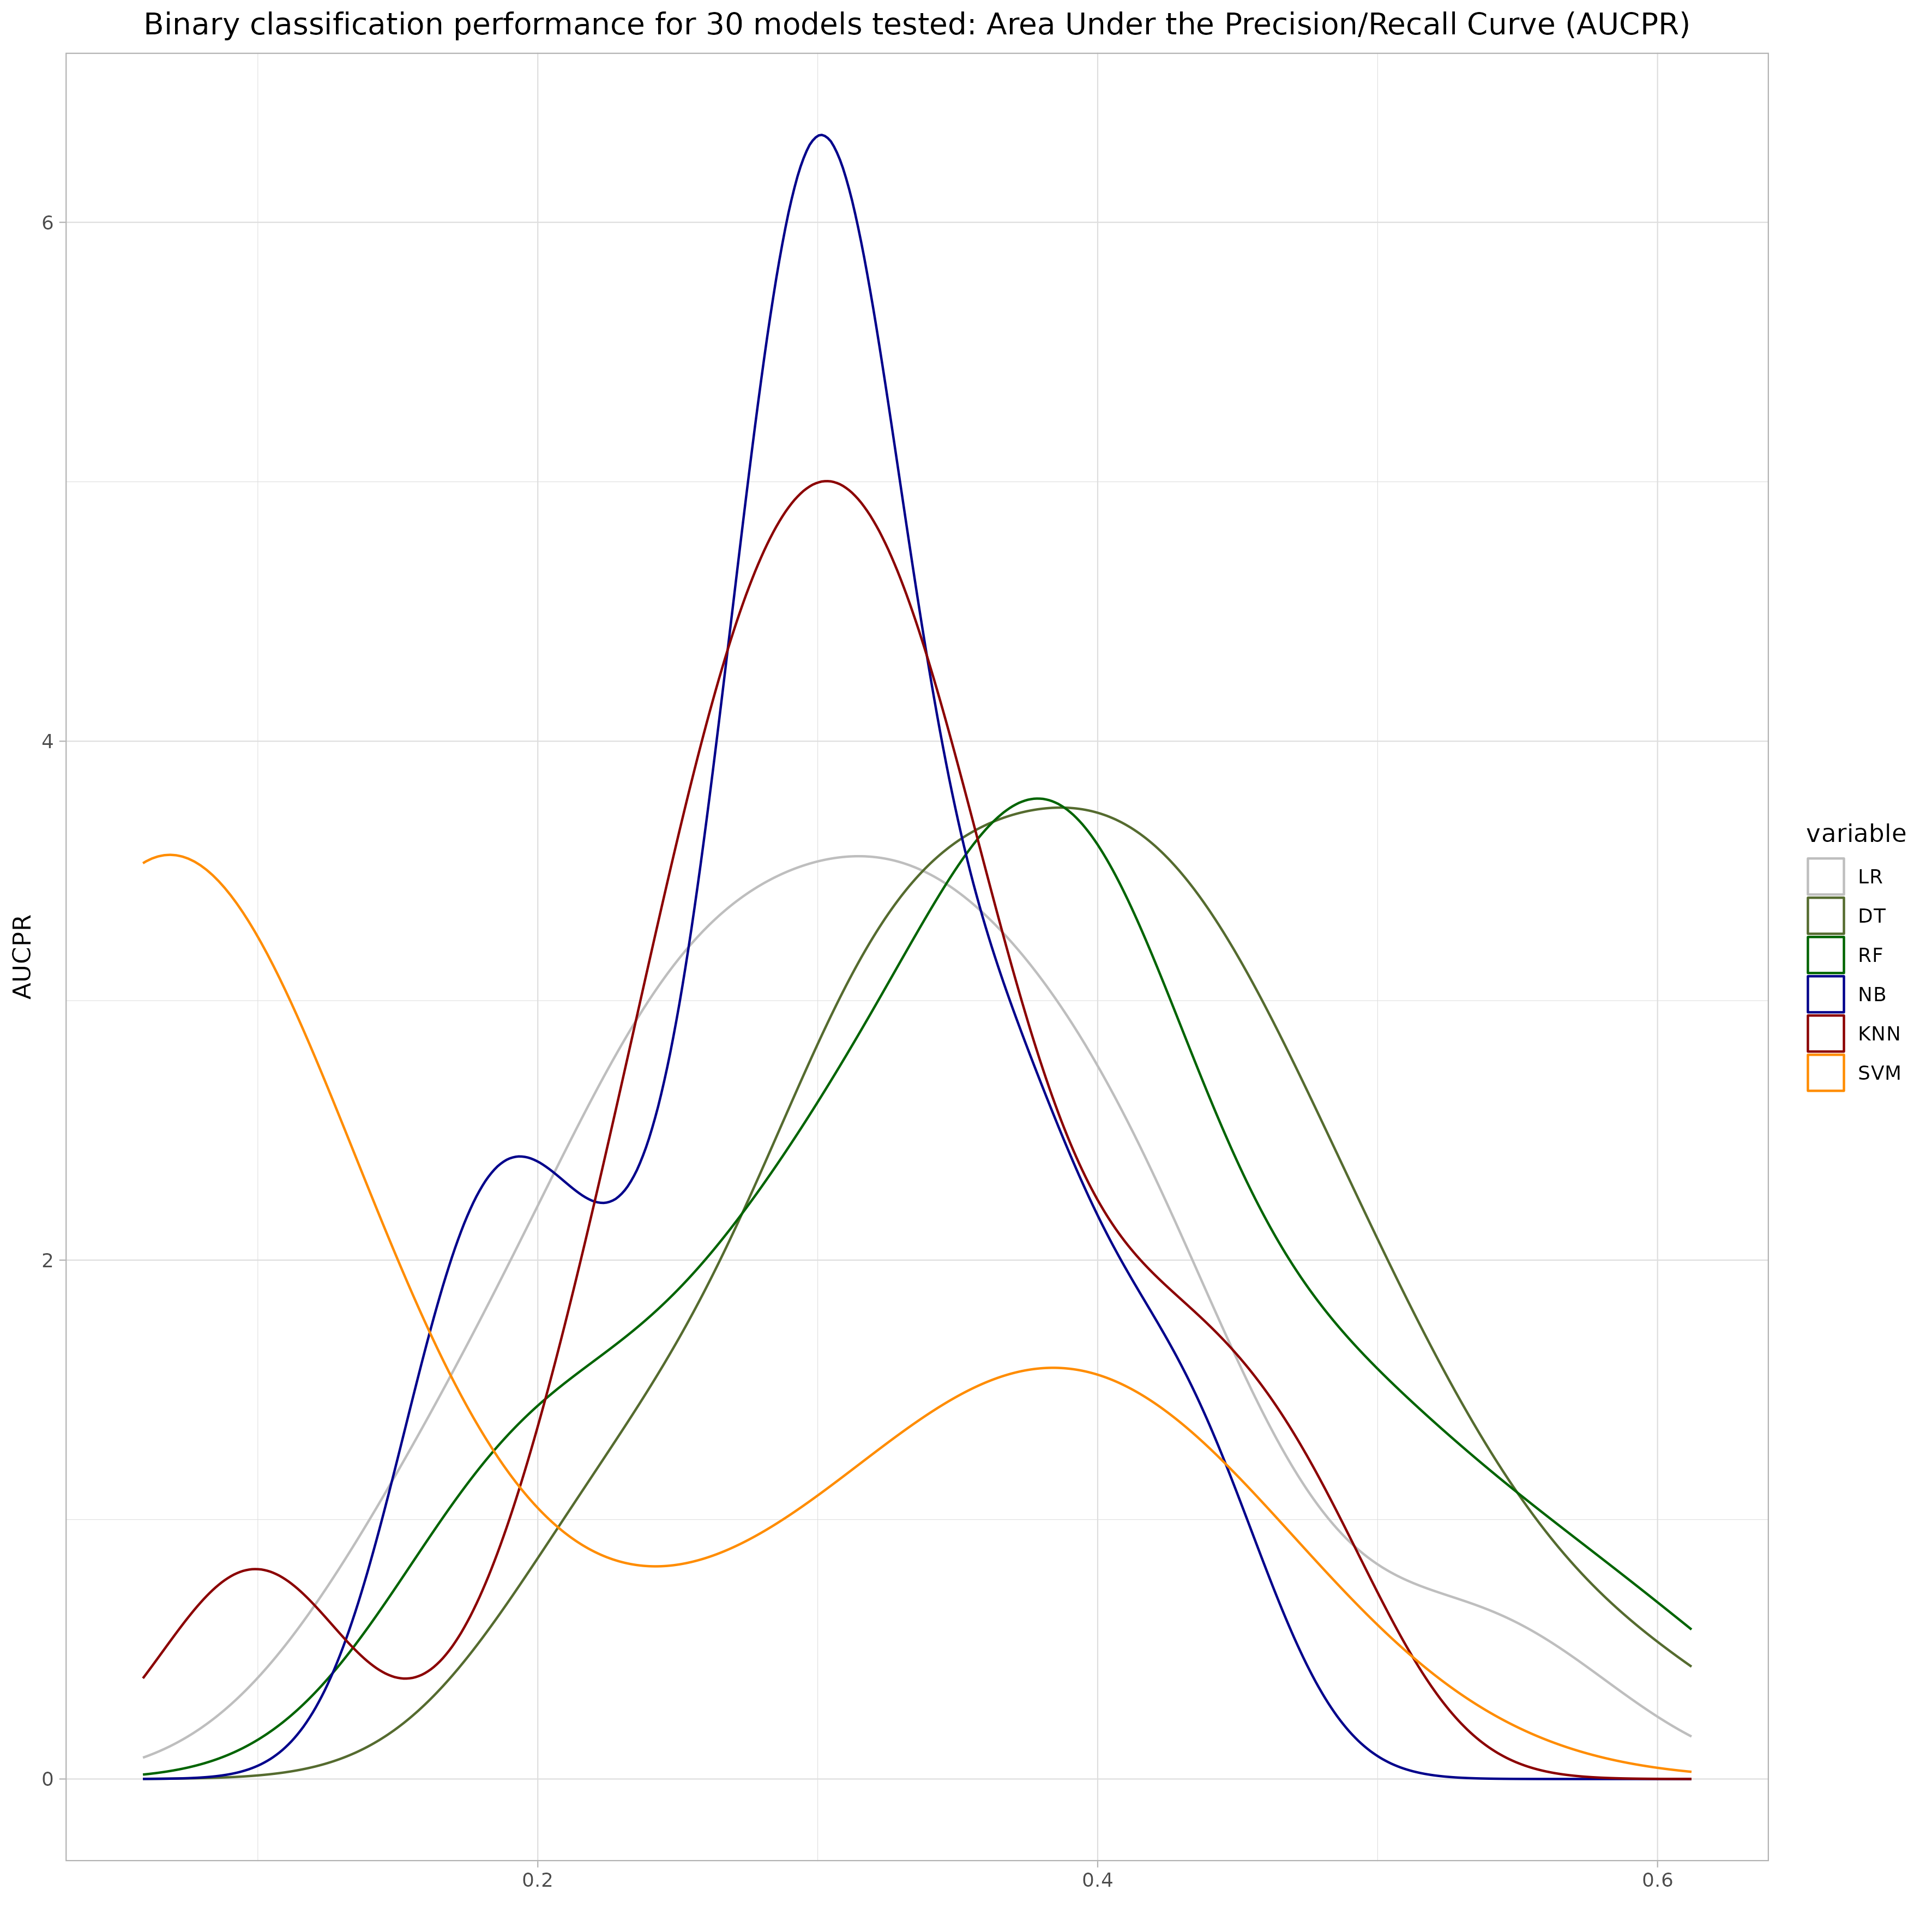 Binary classification performance for 30 models tested: Area Under the Precision/Recall Curve (AUCPR)
6
4
2
0
AUCPR
0.2
0.4
0.6
variable
LR
DT
RF
NB
KNN
SVM